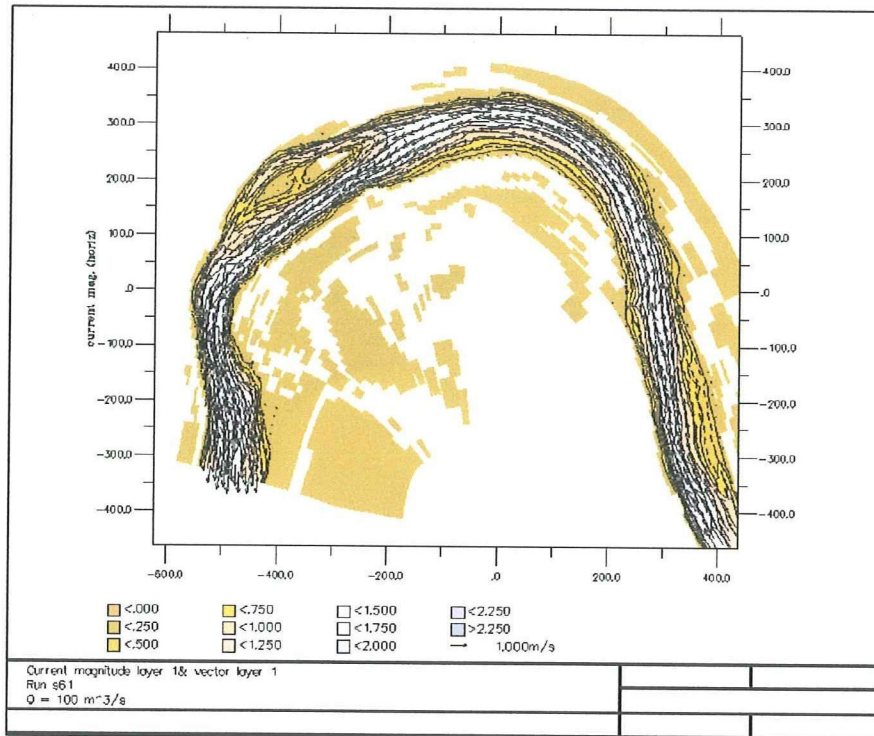 400.0
300.0
200.0
100.0
.0
-100.0
-200.0
-300.0
-400.0
current mag. (horiz)
400.0
300.0
200.0
100.0
.0
-100.0
-200.0
-300.0
-400.0
-600.0 -400.0 -200.0 .0 200.0 400.0
<.000 <.750 <1.500 <2.250
<.250 <1.000 <1.750 >2.250
<.500 <1.250 <2.000 1.000m/s
Current magnitude layer 1& vector layer 1
Run s61
Q = 100 m^3/s